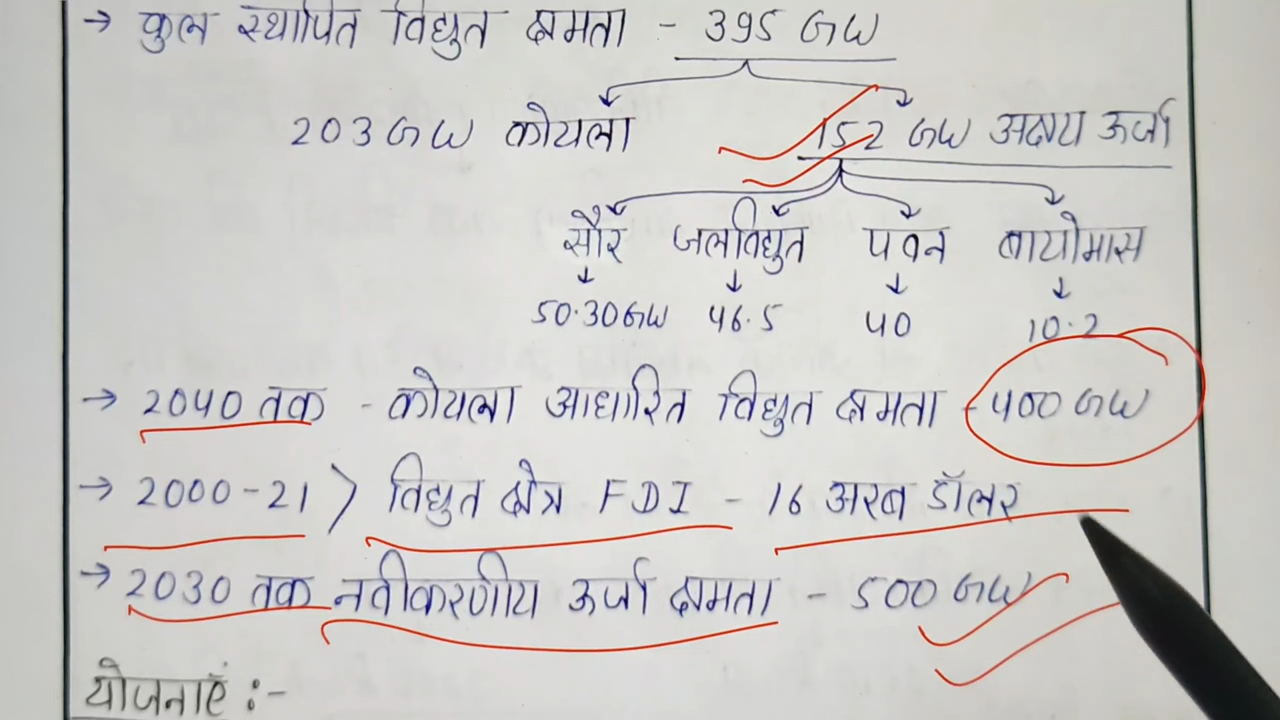 → कुल स्थापित विद्युत क्षमता - 395 GW
203 GW कोयला 152 GW अक्षय ऊर्जा
सौर जलविद्युत पवन बायोमास
50.30GW 46.5 40 10.2
→ 2040 तक - कोयला आधारित विद्युत क्षमता - 400 GW
→ 2000-21 > विद्युत क्षेत्र FDI - 16 अरब डॉलर
→ 2030 तक नवीकरणीय ऊर्जा क्षमता - 500 GW
योजनाएं :-